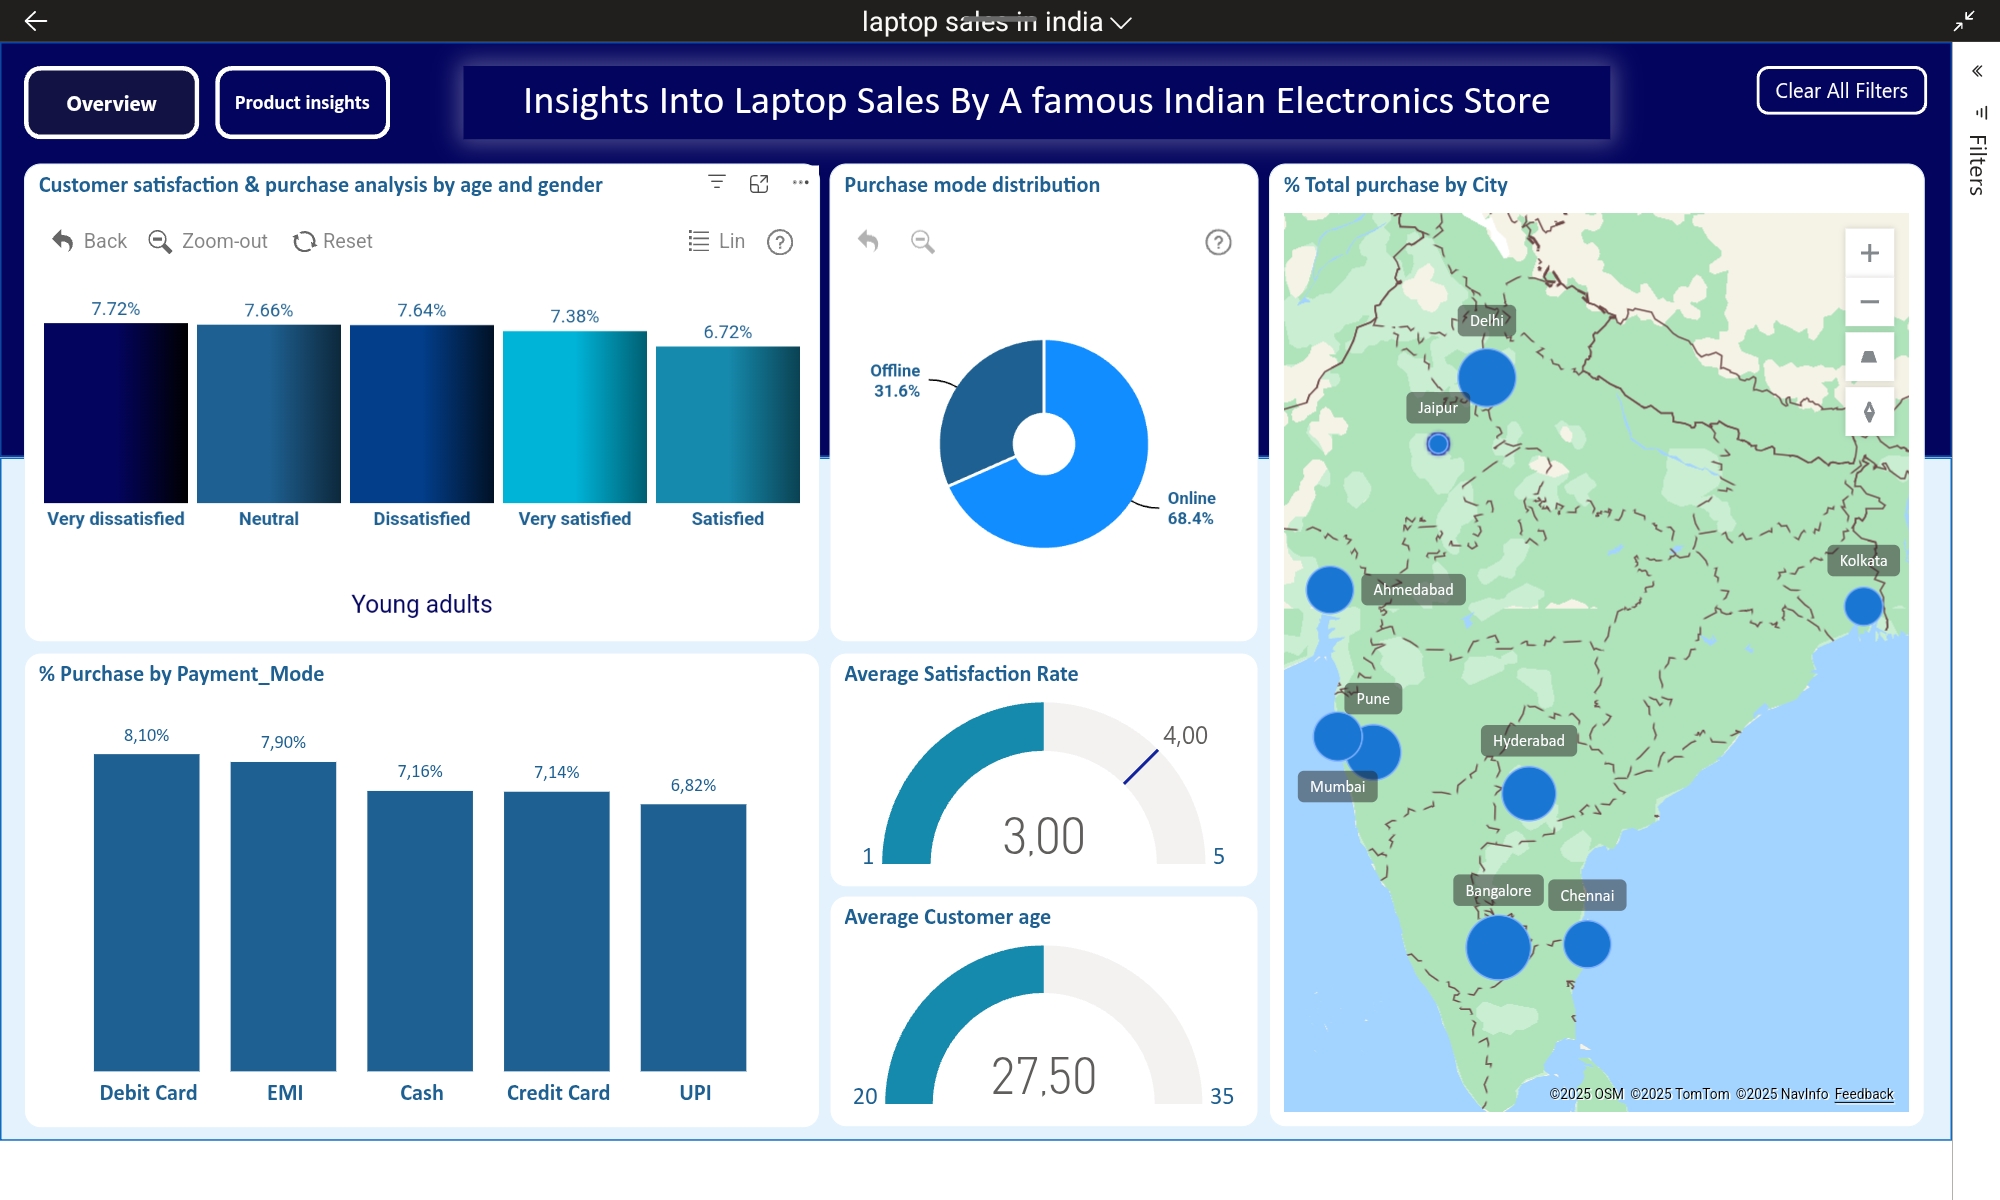 laptop sales in india
Overview
Product insights
Insights Into Laptop Sales By A famous Indian Electronics Store
Clear All Filters
Filters
Customer satisfaction & purchase analysis by age and gender
Back
Zoom-out
Reset
Lin
?
7.72%
7.66%
7.64%
7.38%
6.72%
Very dissatisfied
Neutral
Dissatisfied
Very satisfied
Satisfied
Young adults
Purchase mode distribution
?
Offline
31.6%
Online
68.4%
% Total purchase by City
Delhi
Jaipur
Kolkata
Ahmedabad
Pune
Hyderabad
Mumbai
Bangalore
Chennai
©2025 OSM ©2025 TomTom ©2025 NavInfo Feedback
% Purchase by Payment_Mode
8,10%
7,90%
7,16%
7,14%
6,82%
Debit Card
EMI
Cash
Credit Card
UPI
Average Satisfaction Rate
4,00
3,00
1
5
Average Customer age
27,50
20
35